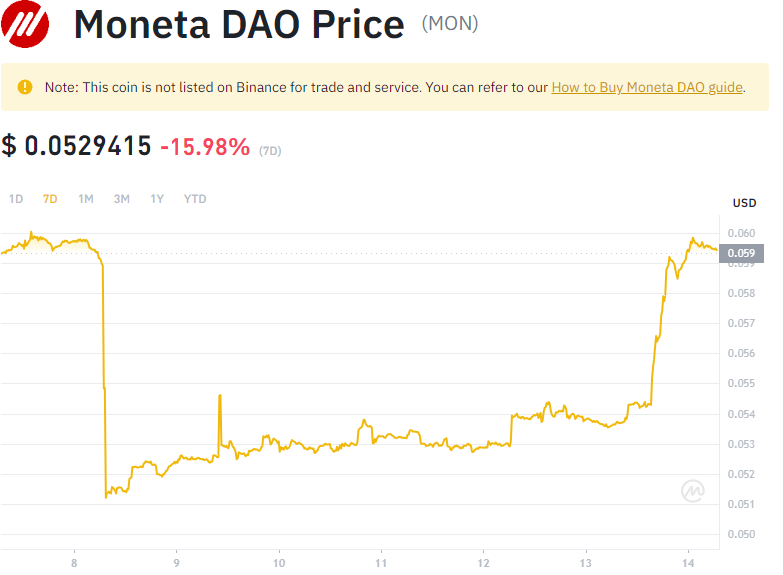 Moneta DAO Price (MON)
Note: This coin is not listed on Binance for trade and service. You can refer to our How to Buy Moneta DAO guide.
$ 0.0529415 -15.98% (7D)
1D 7D 1M 3M 1Y YTD
USD
0.060
0.059
0.059
0.058
0.057
0.056
0.055
0.054
0.053
0.052
0.051
0.050
8 9 10 11 12 13 14